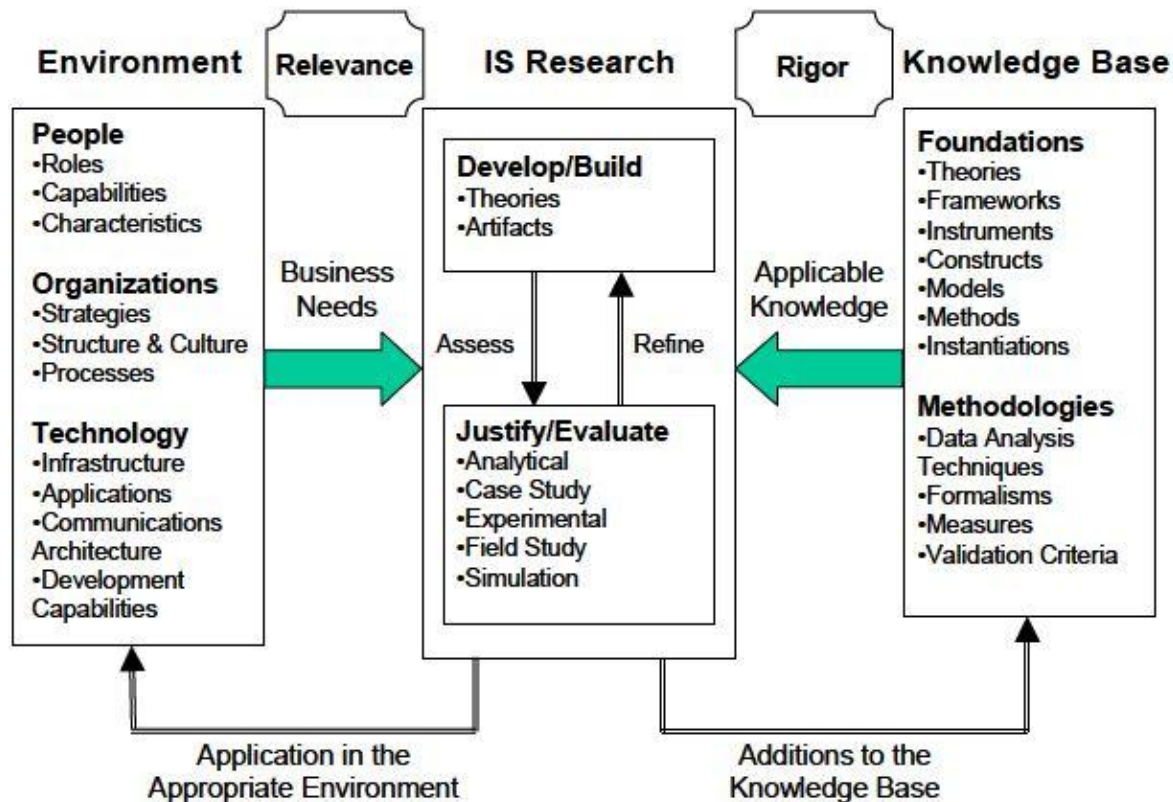 Environment
Relevance
IS Research
Rigor
Knowledge Base
People
•Roles
•Capabilities
•Characteristics
Organizations
•Strategies
•Structure & Culture
•Processes
Technology
•Infrastructure
•Applications
•Communications
Architecture
•Development
Capabilities
Business
Needs
Develop/Build
•Theories
•Artifacts
Assess
Refine
Justify/Evaluate
•Analytical
•Case Study
•Experimental
•Field Study
•Simulation
Applicable
Knowledge
Foundations
•Theories
•Frameworks
•Instruments
•Constructs
•Models
•Methods
•Instantiations
Methodologies
•Data Analysis
Techniques
•Formalisms
•Measures
•Validation Criteria
Application in the
Appropriate Environment
Additions to the
Knowledge Base